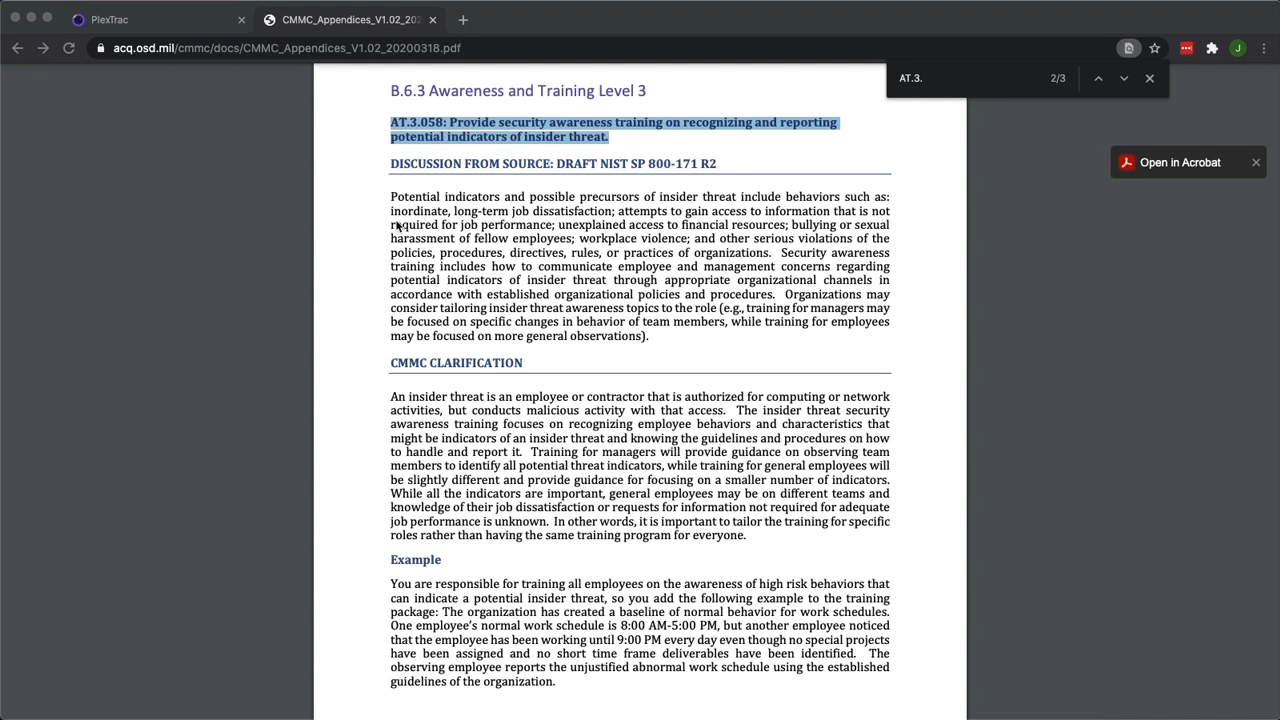 PlexTrac
CMMC_Appendices_V1.02_202
acq.osd.mil/cmmc/docs/CMMC_Appendices_V1.02_20200318.pdf
J
AT.3.
2/3
Open in Acrobat
B.6.3 Awareness and Training Level 3
AT.3.058: Provide security awareness training on recognizing and reporting
potential indicators of insider threat.
DISCUSSION FROM SOURCE: DRAFT NIST SP 800-171 R2
Potential indicators and possible precursors of insider threat include behaviors such as:
inordinate, long-term job dissatisfaction; attempts to gain access to information that is not
required for job performance; unexplained access to financial resources; bullying or sexual
harassment of fellow employees; workplace violence; and other serious violations of the
policies, procedures, directives, rules, or practices of organizations. Security awareness
training includes how to communicate employee and management concerns regarding
potential indicators of insider threat through appropriate organizational channels in
accordance with established organizational policies and procedures. Organizations may
consider tailoring insider threat awareness topics to the role (e.g., training for managers may
be focused on specific changes in behavior of team members, while training for employees
may be focused on more general observations).
CMMC CLARIFICATION
An insider threat is an employee or contractor that is authorized for computing or network
activities, but conducts malicious activity with that access. The insider threat security
awareness training focuses on recognizing employee behaviors and characteristics that
might be indicators of an insider threat and knowing the guidelines and procedures on how
to handle and report it. Training for managers will provide guidance on observing team
members to identify all potential threat indicators, while training for general employees will
be slightly different and provide guidance for focusing on a smaller number of indicators.
While all the indicators are important, general employees may be on different teams and
knowledge of their job dissatisfaction or requests for information not required for adequate
job performance is unknown. In other words, it is important to tailor the training for specific
roles rather than having the same training program for everyone.
Example
You are responsible for training all employees on the awareness of high risk behaviors that
can indicate a potential insider threat, so you add the following example to the training
package: The organization has created a baseline of normal behavior for work schedules.
One employee's normal work schedule is 8:00 AM-5:00 PM, but another employee noticed
that the employee has been working until 9:00 PM every day even though no special projects
have been assigned and no short time frame deliverables have been identified. The
observing employee reports the unjustified abnormal work schedule using the established
guidelines of the organization.